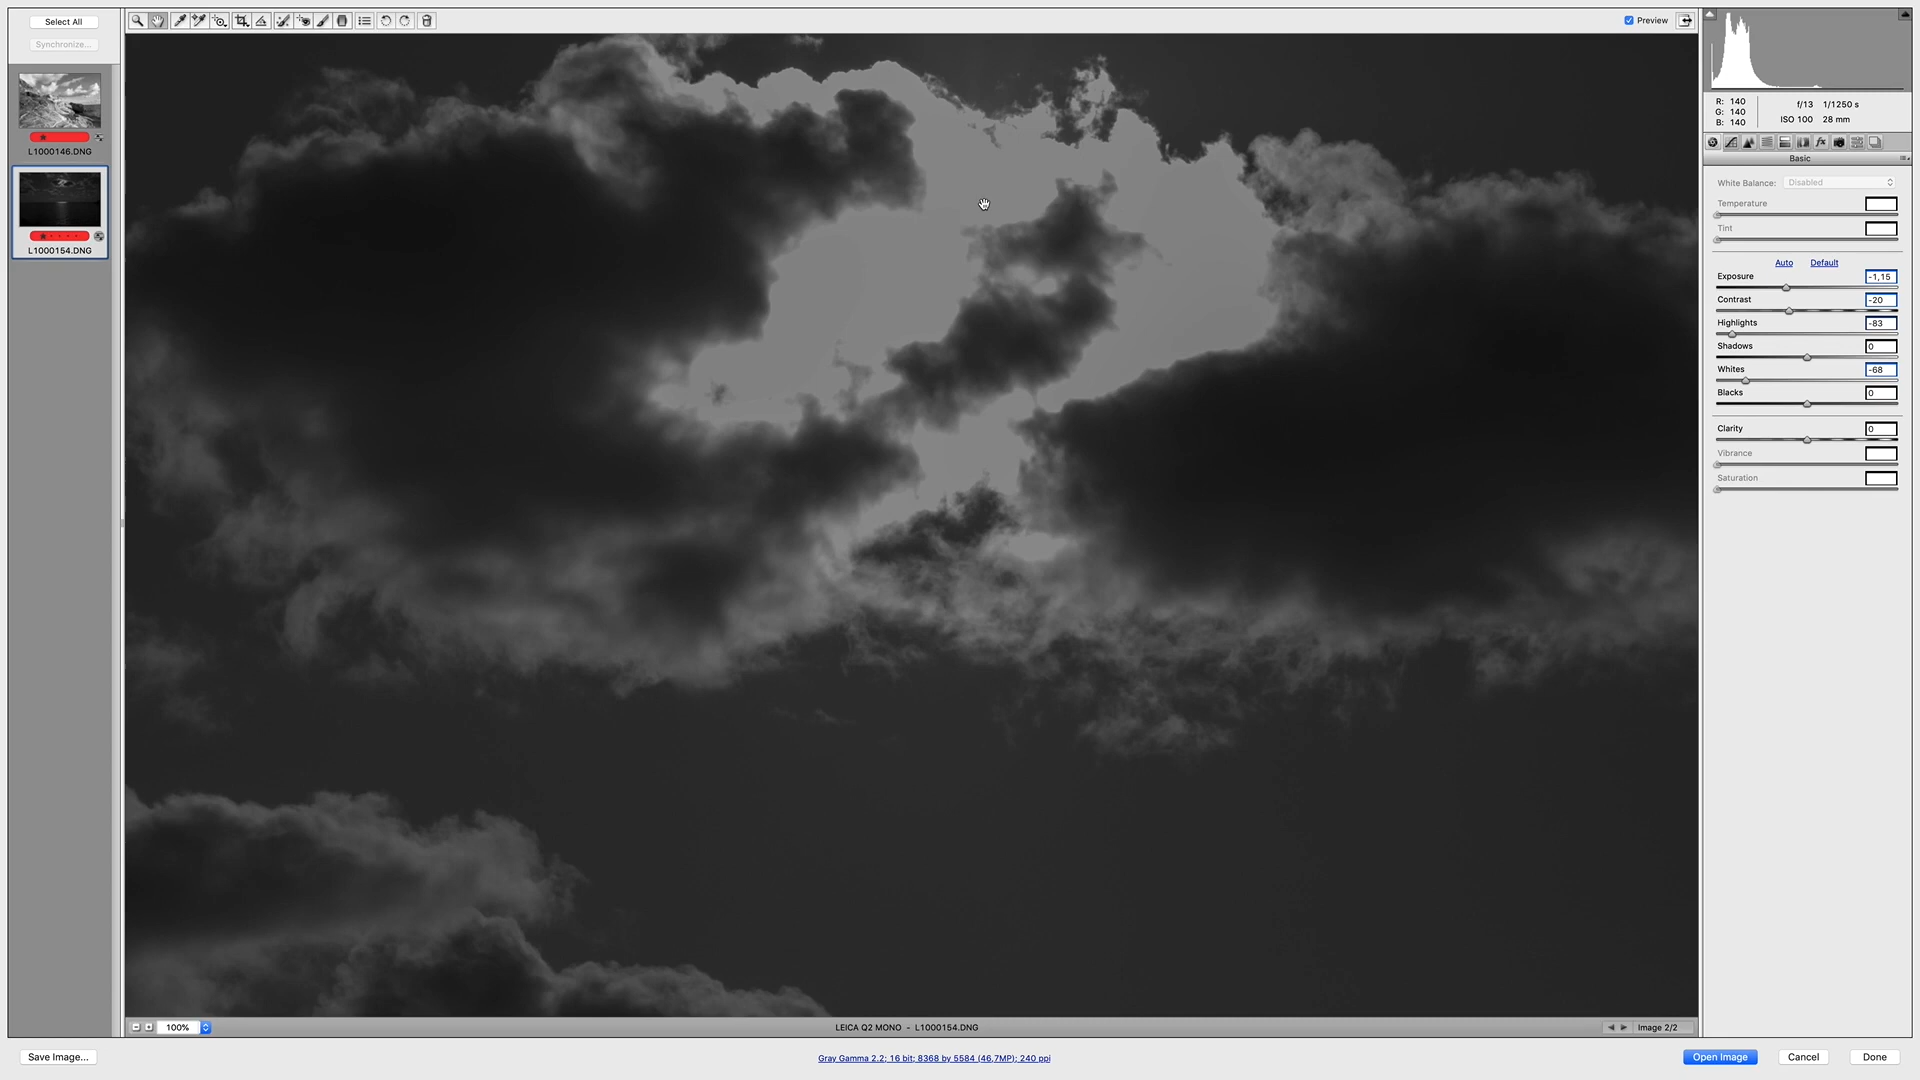 Select All
Synchronize...
L1000146.DNG
L1000154.DNG
Preview
R: 140
G: 140
B: 140
f/13 1/1250 s
ISO 100 28 mm
Basic
White Balance: Disabled
Temperature
Tint
Auto Default
Exposure -1,15
Contrast -20
Highlights -83
Shadows 0
Whites -68
Blacks 0
Clarity 0
Vibrance
Saturation
100%
LEICA Q2 MONO - L1000154.DNG
Image 2/2
Save Image...
Gray Gamma 2.2; 16 bit; 8368 by 5584 (46,7MP); 240 ppi
Open Image
Cancel
Done